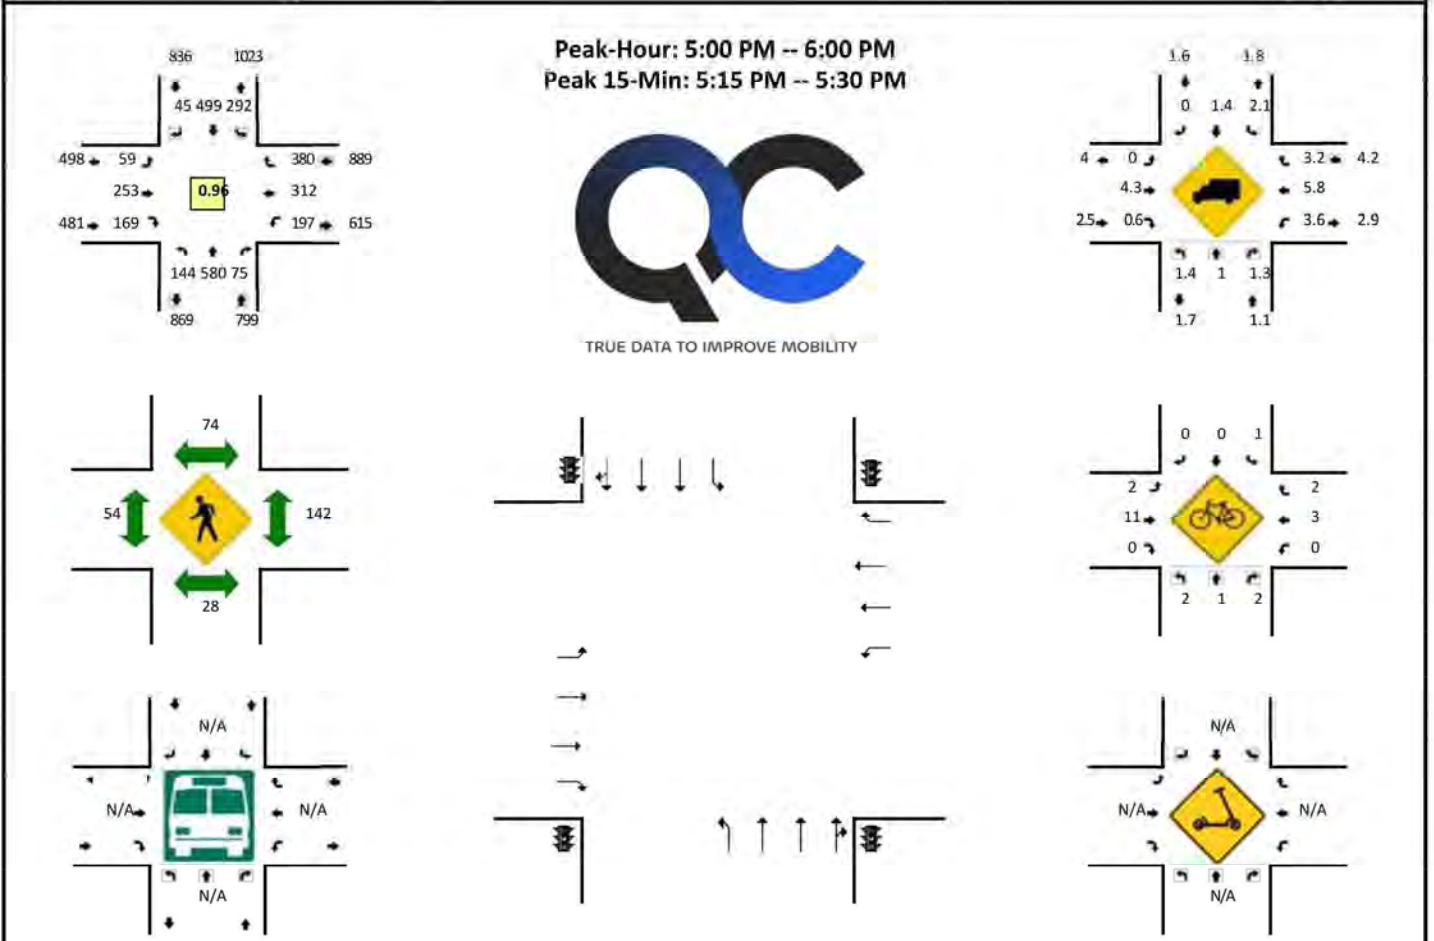 Peak-Hour: 5:00 PM -- 6:00 PM
Peak 15-Min: 5:15 PM -- 5:30 PM
836 1023
45 499 292
498 59 380 889
253 0.96 312
481 169 197 615
144 580 75
869 799
QC
TRUE DATA TO IMPROVE MOBILITY
1.6 1.8
0 1.4 2.1
4 0 3.2 4.2
4.3 5.8
2.5 0.6 3.6 2.9
1.4 1 1.3
1.7 1.1
74
54 142
28
0 0 1
2 2
11 3
0 0
2 1 2
N/A
N/A N/A
N/A
N/A
N/A N/A
N/A